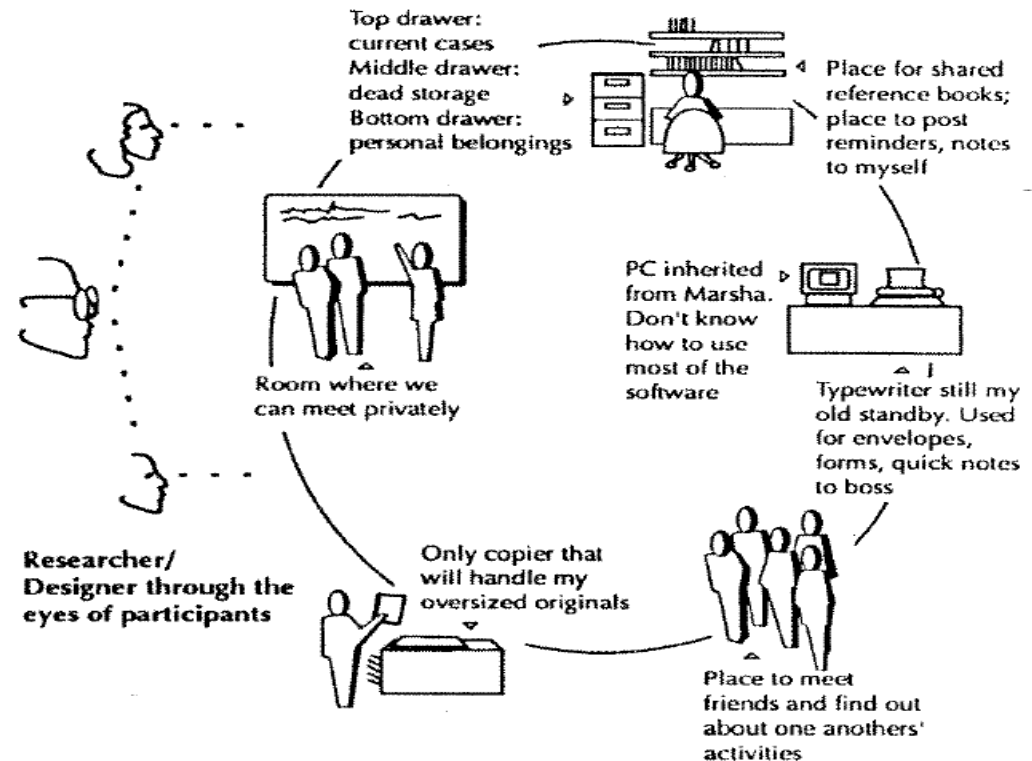 Top drawer:
current cases
Middle drawer:
dead storage
Bottom drawer:
personal belongings
Place for shared
reference books;
place to post
reminders, notes
to myself
PC inherited
from Marsha.
Don't know
how to use
most of the
software
Typewriter still my
old standby. Used
for envelopes,
forms, quick notes
to boss
Room where we
can meet privately
Only copier that
will handle my
oversized originals
Place to meet
friends and find out
about one anothers'
activities
Researcher/
Designer through the
eyes of participants